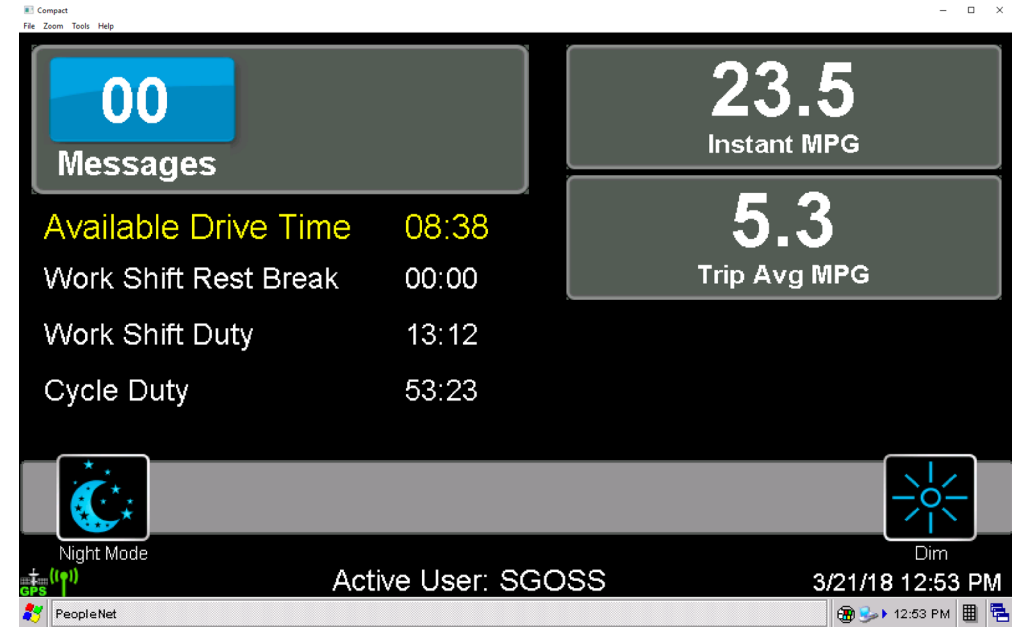 Compact
File Zoom Tools Help
00
Messages
23.5
Instant MPG
5.3
Trip Avg MPG
Available Drive Time 08:38
Work Shift Rest Break 00:00
Work Shift Duty 13:12
Cycle Duty 53:23
Night Mode
Dim
GPS
Active User: SGOSS
3/21/18 12:53 PM
PeopleNet
12:53 PM